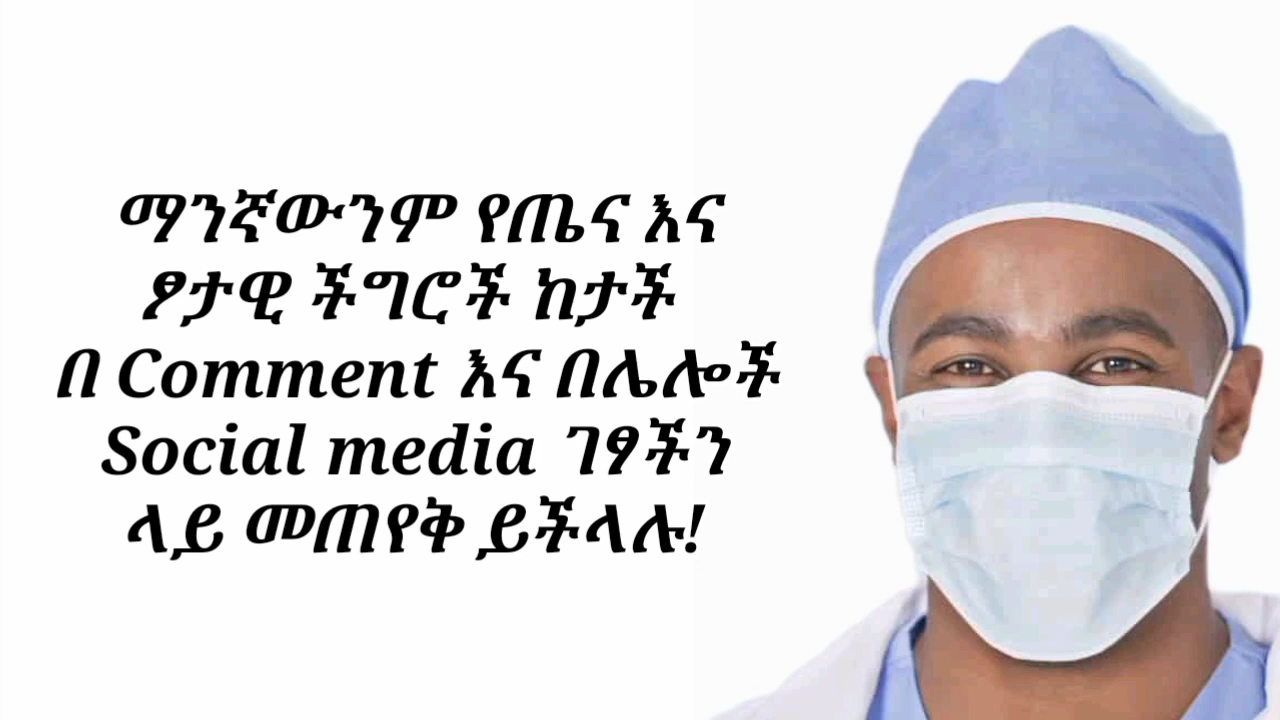 ማንኛውንም የጤና እና
ፆታዊ ችግሮች ከታች
በ Comment እና በሌሎች
Social media ገፃችን
ላይ መጠየቅ ይችላሉ!